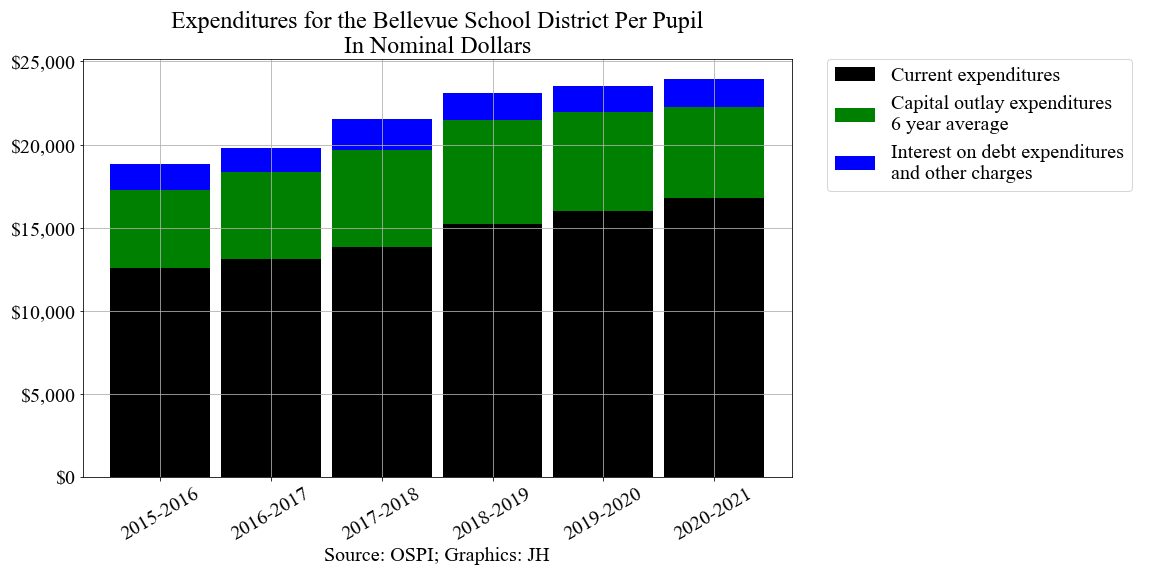 Expenditures for the Bellevue School District Per Pupil
In Nominal Dollars
$25,000
$20,000
$15,000
$10,000
$5,000
$0
2015-2016
2016-2017
2017-2018
2018-2019
2019-2020
2020-2021
Source: OSPI; Graphics: JH
Current expenditures
Capital outlay expenditures
6 year average
Interest on debt expenditures
and other charges